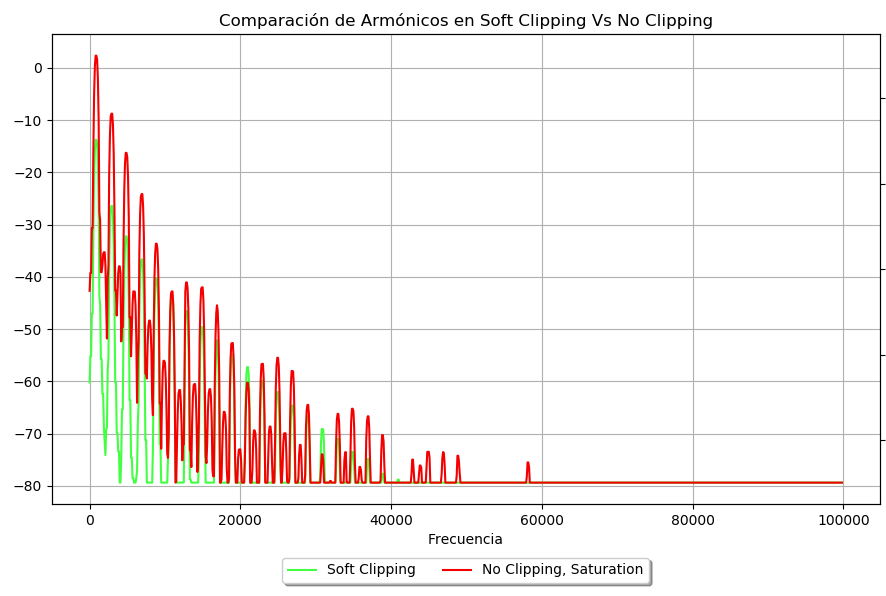 Comparación de Armónicos en Soft Clipping Vs No Clipping
0
−10
−20
−30
−40
−50
−60
−70
−80
0 20000 40000 60000 80000 100000
Frecuencia
Soft Clipping No Clipping, Saturation